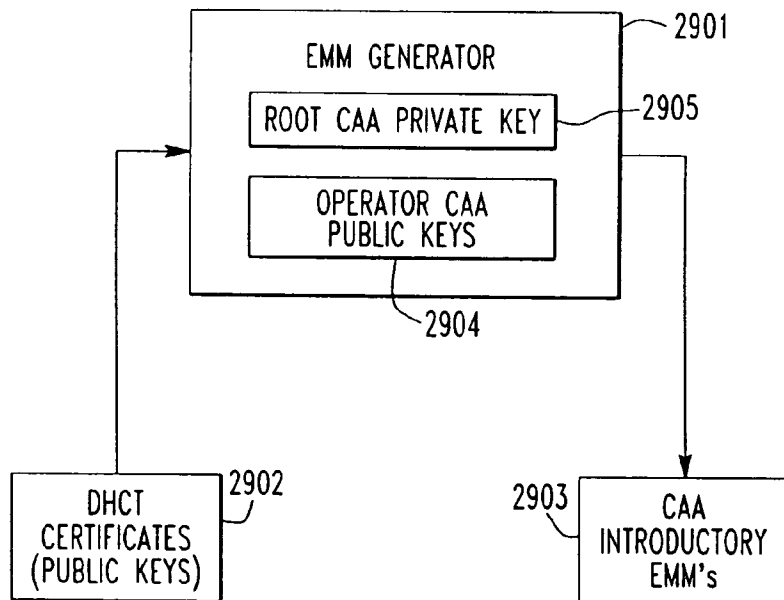 2901
EMM GENERATOR
ROOT CAA PRIVATE KEY
2905
OPERATOR CAA
PUBLIC KEYS
2904
DHCT
CERTIFICATES
(PUBLIC KEYS)
2902
2903
CAA
INTRODUCTORY
EMM's